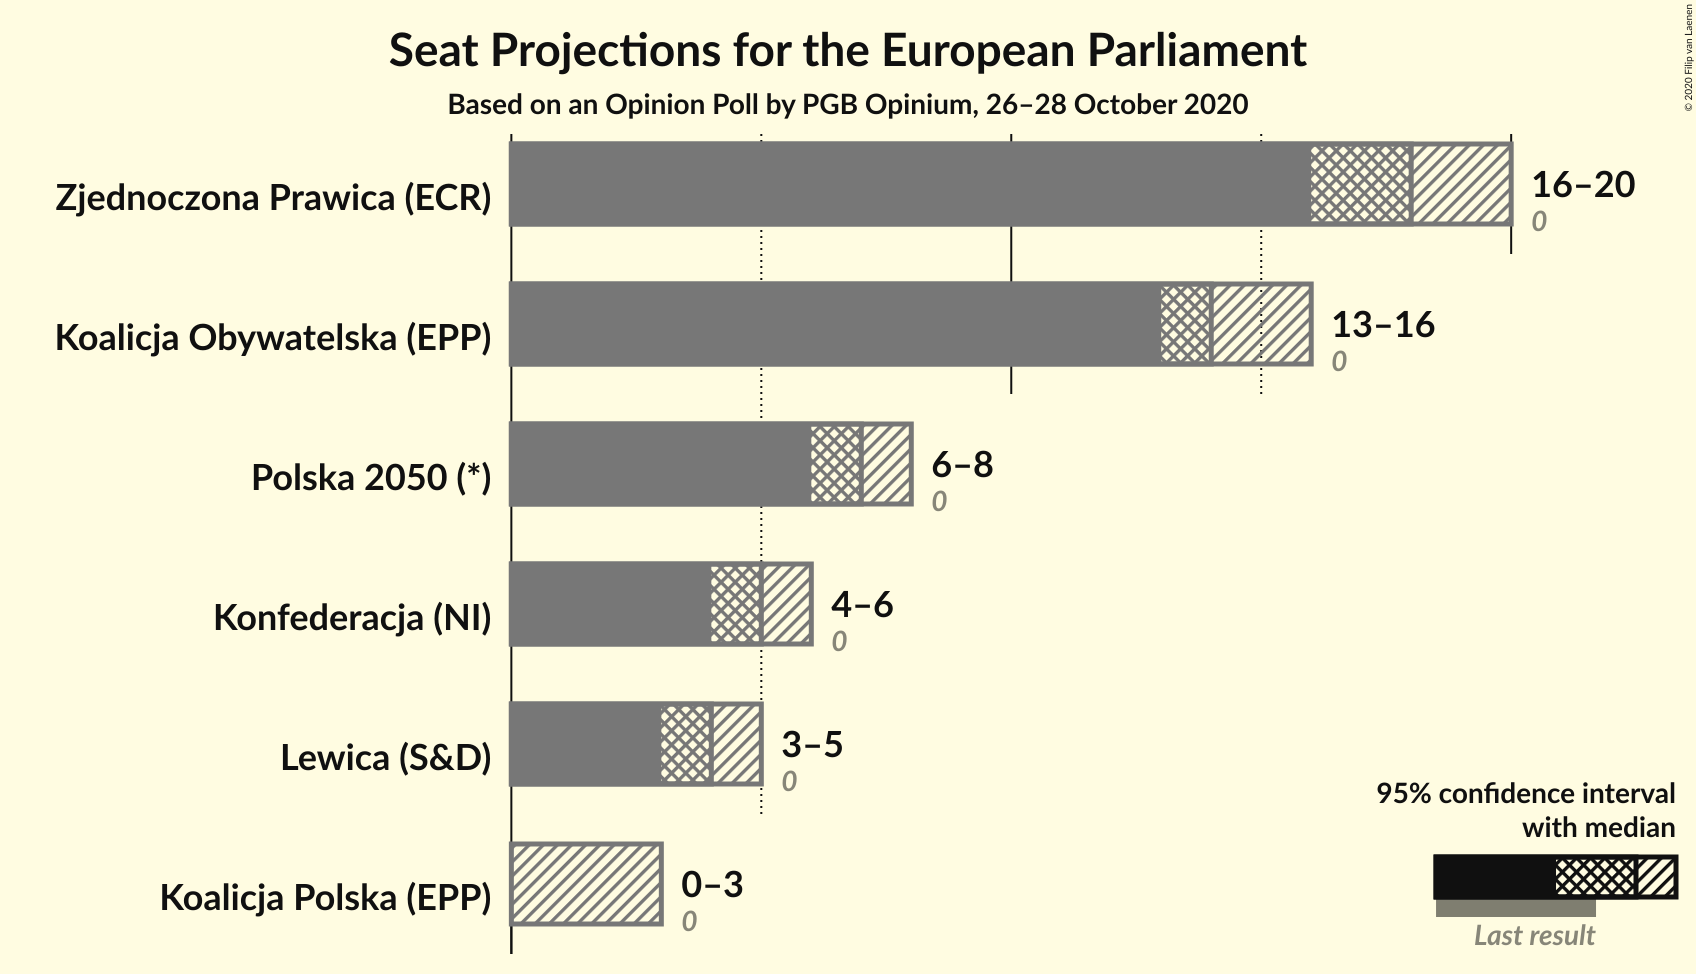 Seat Projections for the European Parliament
Based on an Opinion Poll by PGB Opinium, 26–28 October 2020
© 2020 Filip van Laenen
Zjednoczona Prawica (ECR)
16–20
0
Koalicja Obywatelska (EPP)
13–16
0
Polska 2050 (*)
6–8
0
Konfederacja (NI)
4–6
0
Lewica (S&D)
3–5
0
Koalicja Polska (EPP)
0–3
0
95% confidence interval
with median
Last result